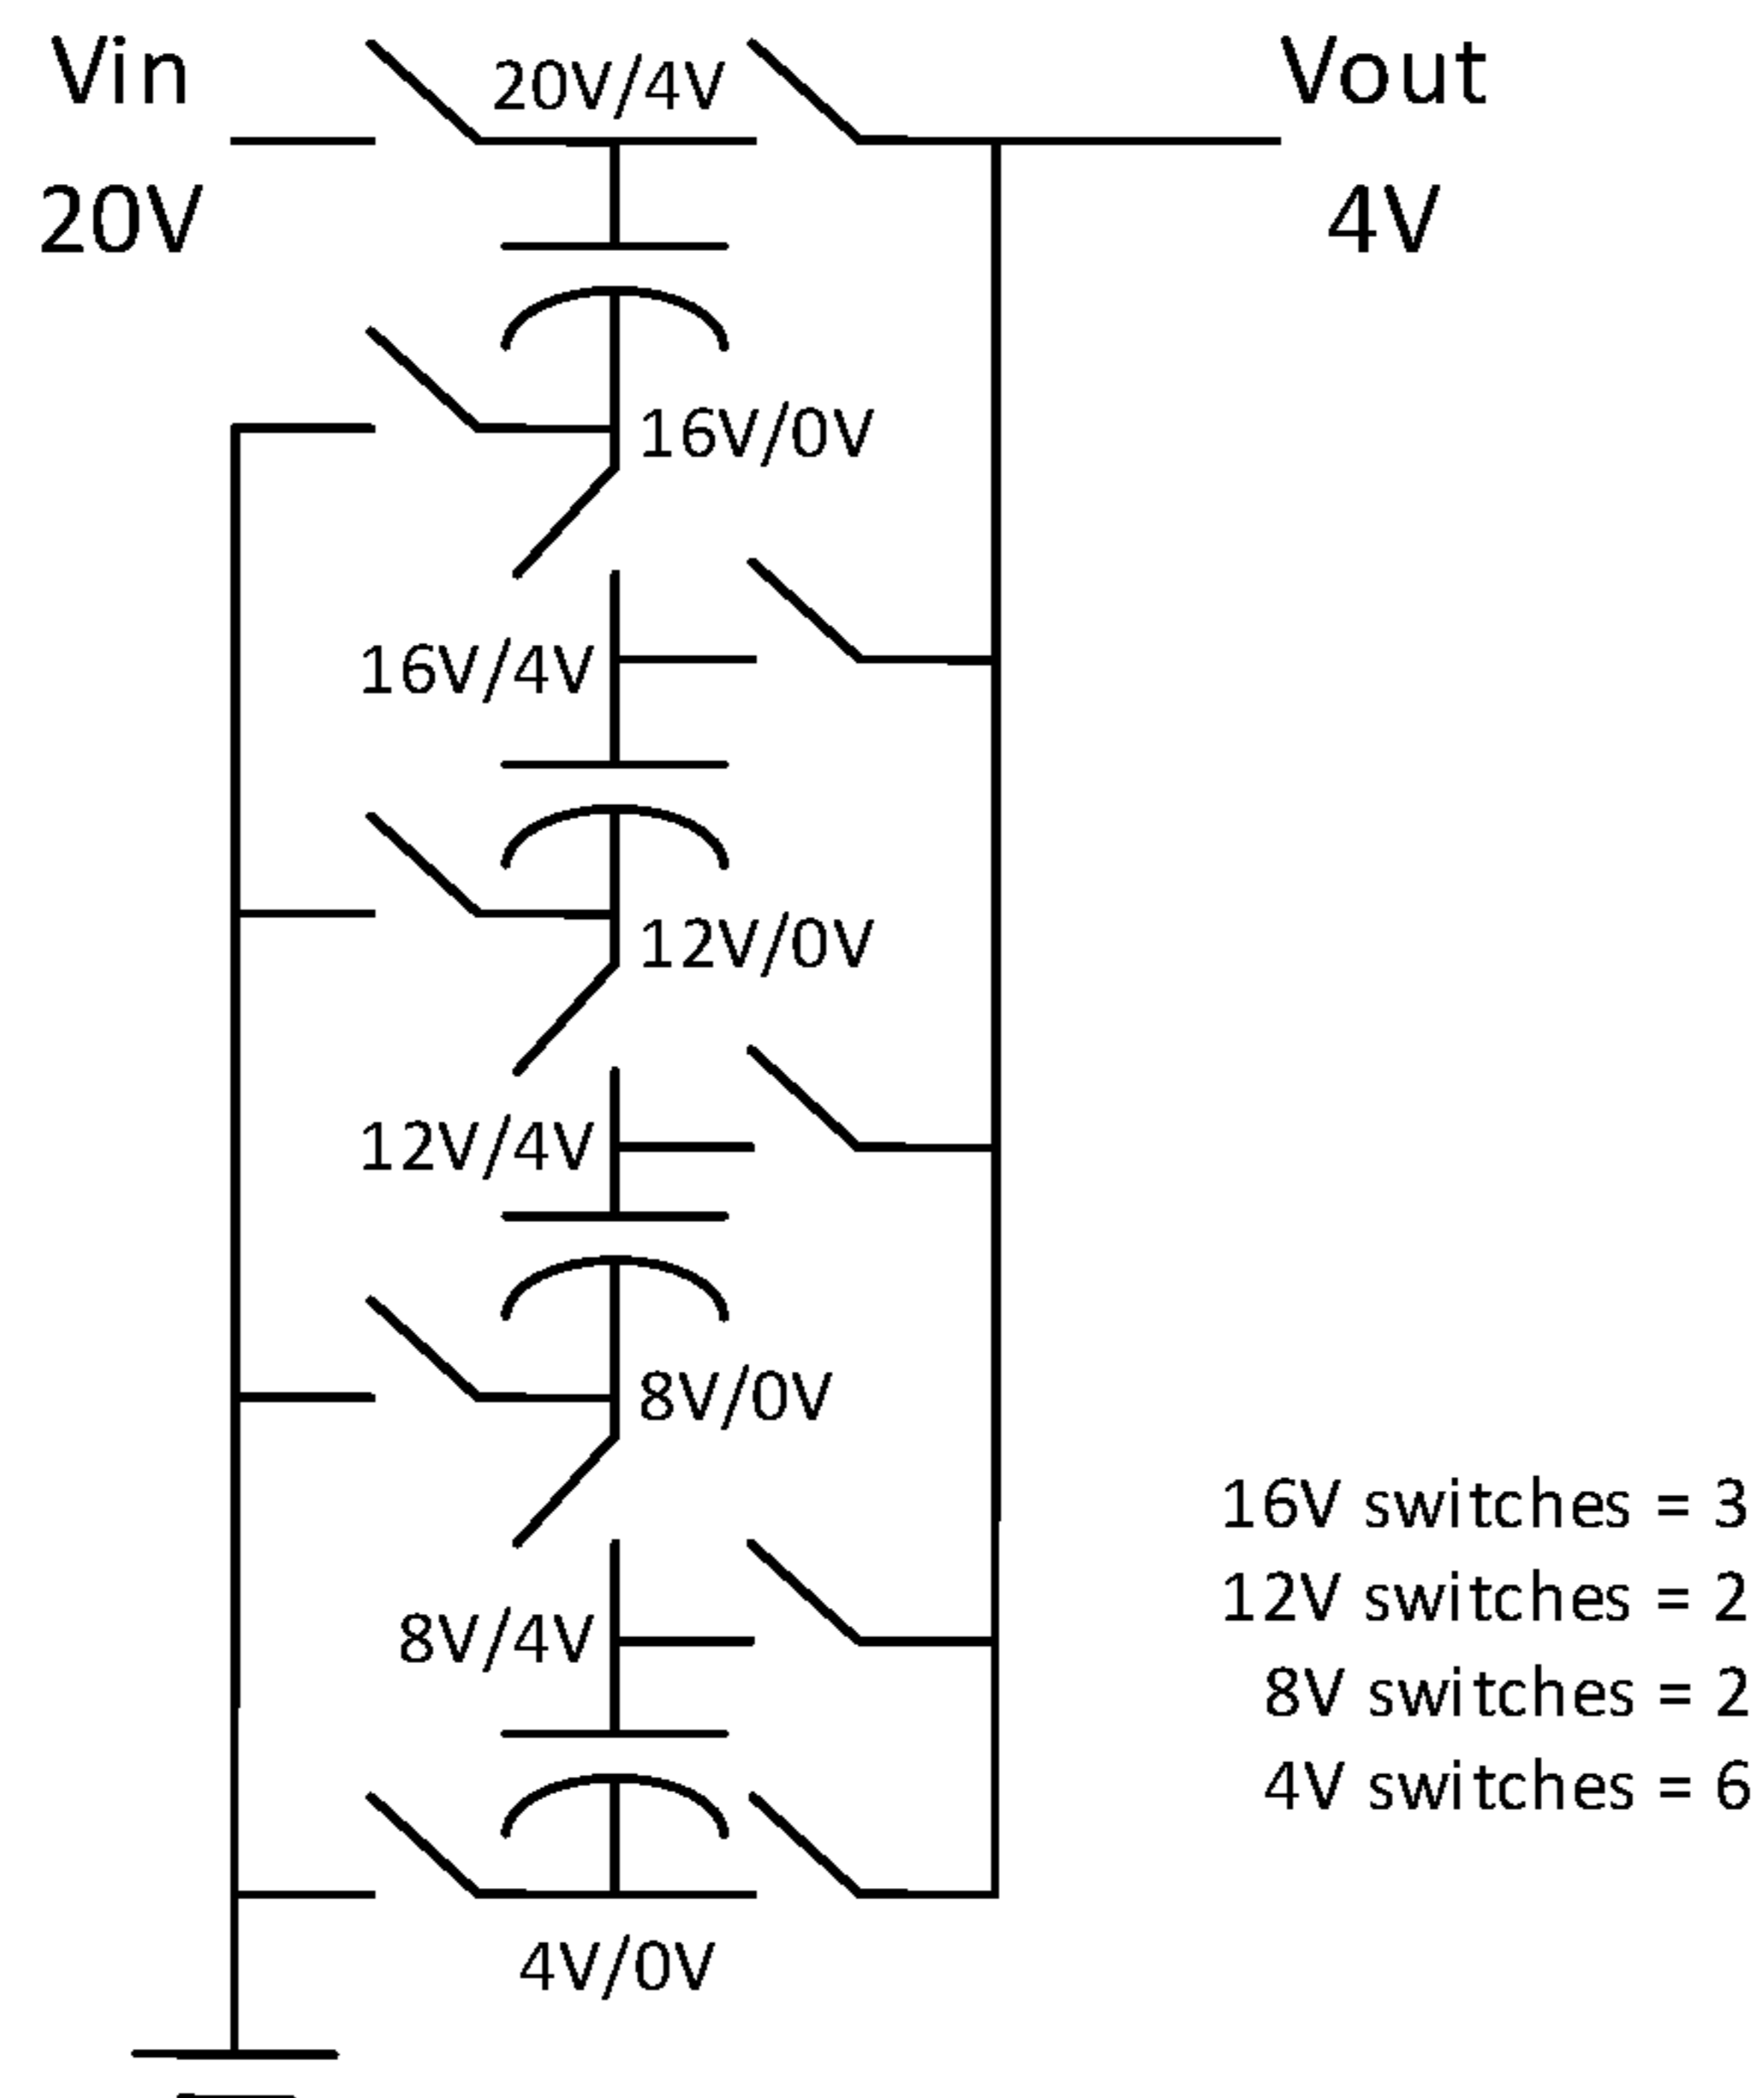 Vin
20V/4V
Vout
20V
4V
16V/0V
16V/4V
12V/0V
12V/4V
8V/0V
16V switches = 3
12V switches = 2
8V/4V
8V switches = 2
4V switches = 6
4V/0V